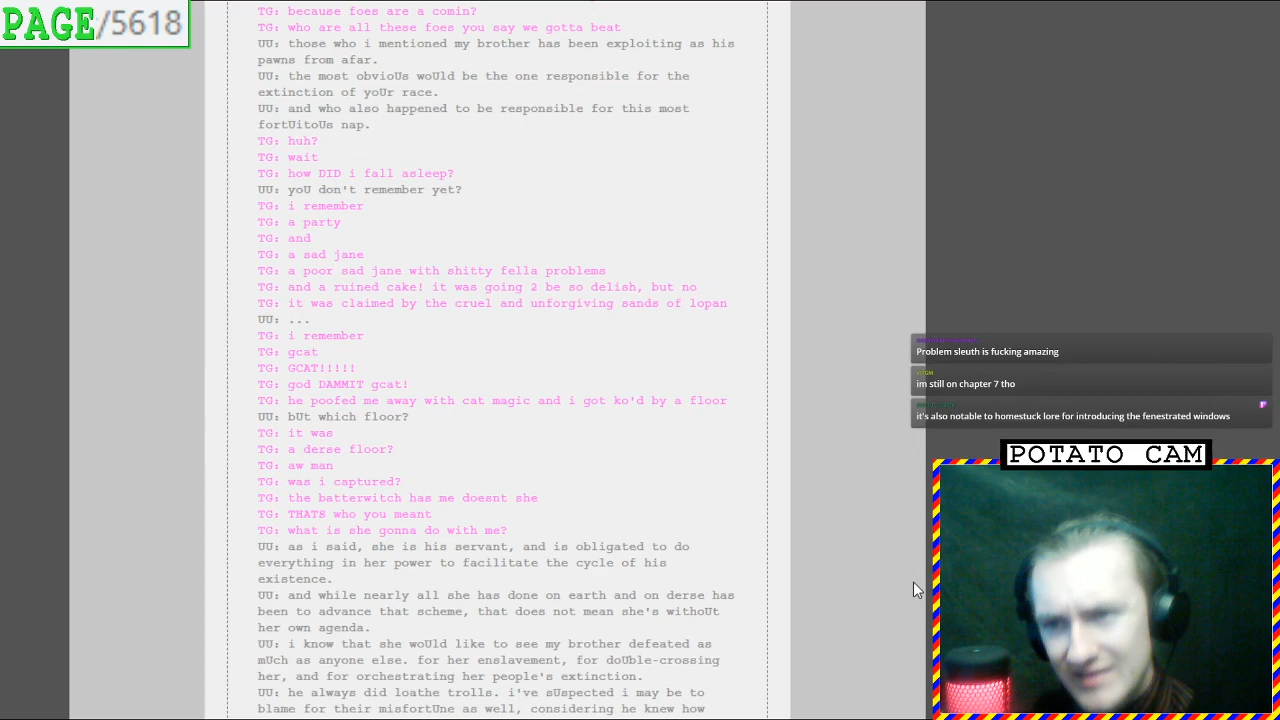 PAGE/5618
TG: because foes are a comin?
TG: who are all these foes you say we gotta beat
UU: those who i mentioned my brother has been exploiting as his
pawns from afar.
UU: the most obvioUs woUld be the one responsible for the
extinction of yoUr race.
UU: and who also happened to be responsible for this most
fortUitoUs nap.
TG: huh?
TG: wait
TG: how DID i fall asleep?
UU: yoU don't remember yet?
TG: i remember
TG: a party
TG: and
TG: a sad jane
TG: a poor sad jane with shitty fella problems
TG: and a ruined cake! it was going 2 be so delish, but no
TG: it was claimed by the cruel and unforgiving sands of lopan
UU: ...
TG: i remember
TG: gcat
TG: GCAT!!!!!
TG: god DAMMIT gcat!
TG: he poofed me away with cat magic and i got ko'd by a floor
UU: bUt which floor?
TG: it was
TG: a derse floor?
TG: aw man
TG: was i captured?
TG: the batterwitch has me doesnt she
TG: THATS who you meant
TG: what is she gonna do with me?
UU: as i said, she is his servant, and is obligated to do
everything in her power to facilitate the cycle of his
existence.
UU: and while nearly all she has done on earth and on derse has
been to advance that scheme, that does not mean she's withoUt
her own agenda.
UU: i know that she woUld like to see my brother defeated as
mUch as anyone else. for her enslavement, for doUble-crossing
her, and for orchestrating her people's extinction.
UU: he always did loathe trolls. i've sUspected i may be to
blame for their misfortUne as well, considering he knew how
Problem sleuth is fucking amazing
im still on chapter 7 tho
it's also notable to homestuck lore for introducing the fenestrated windows
POTATO CAM